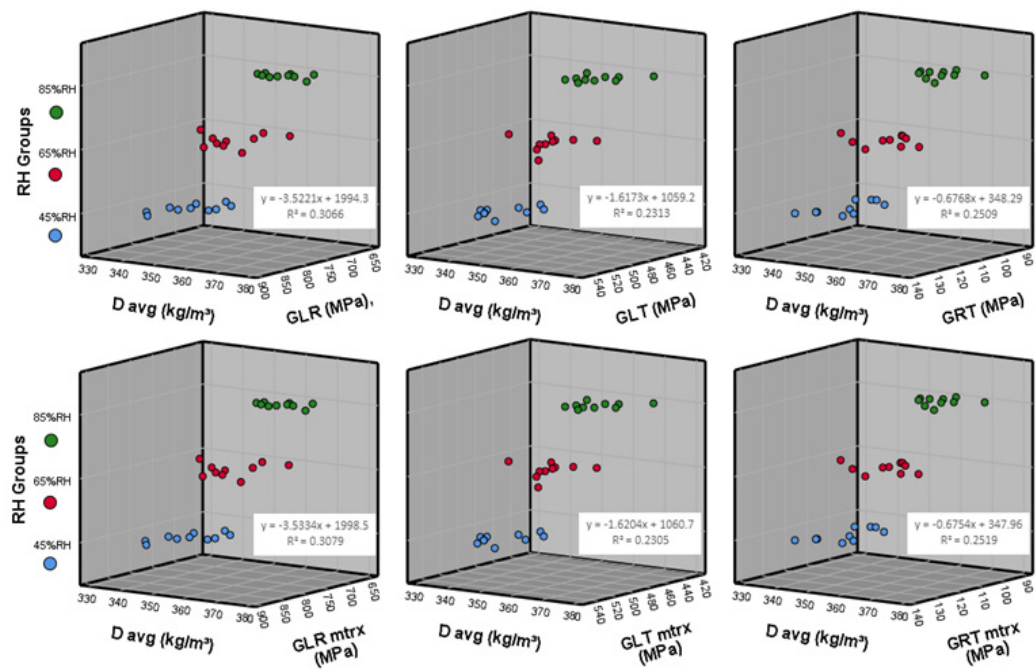 RH Groups
85%RH
65%RH
45%RH
y = -3.5221x + 1994.3
R² = 0.3066
330 340 350 360 370 380
900 850 800 750 700 650
D avg (kg/m³)
GLR (MPa),
y = -1.6173x + 1059.2
R² = 0.2313
330 340 350 360 370 380
540 520 500 480 460 440 420
D avg (kg/m³)
GLT (MPa)
y = -0.6768x + 348.29
R² = 0.2509
330 340 350 360 370 380
140 130 120 110 100 90
D avg (kg/m³)
GRT (MPa)
RH Groups
85%RH
65%RH
45%RH
y = -3.5334x + 1998.5
R² = 0.3079
330 340 350 360 370 380
900 850 800 750 700 650
D avg (kg/m³)
GLR mtrx
(MPa)
y = -1.6204x + 1060.7
R² = 0.2305
330 340 350 360 370 380
540 520 500 480 460 440 420
D avg (kg/m³)
GLT mtrx
(MPa)
y = -0.6754x + 347.96
R² = 0.2519
330 340 350 360 370 380
140 130 120 110 100 90
D avg (kg/m³)
GRT mtrx
(MPa)